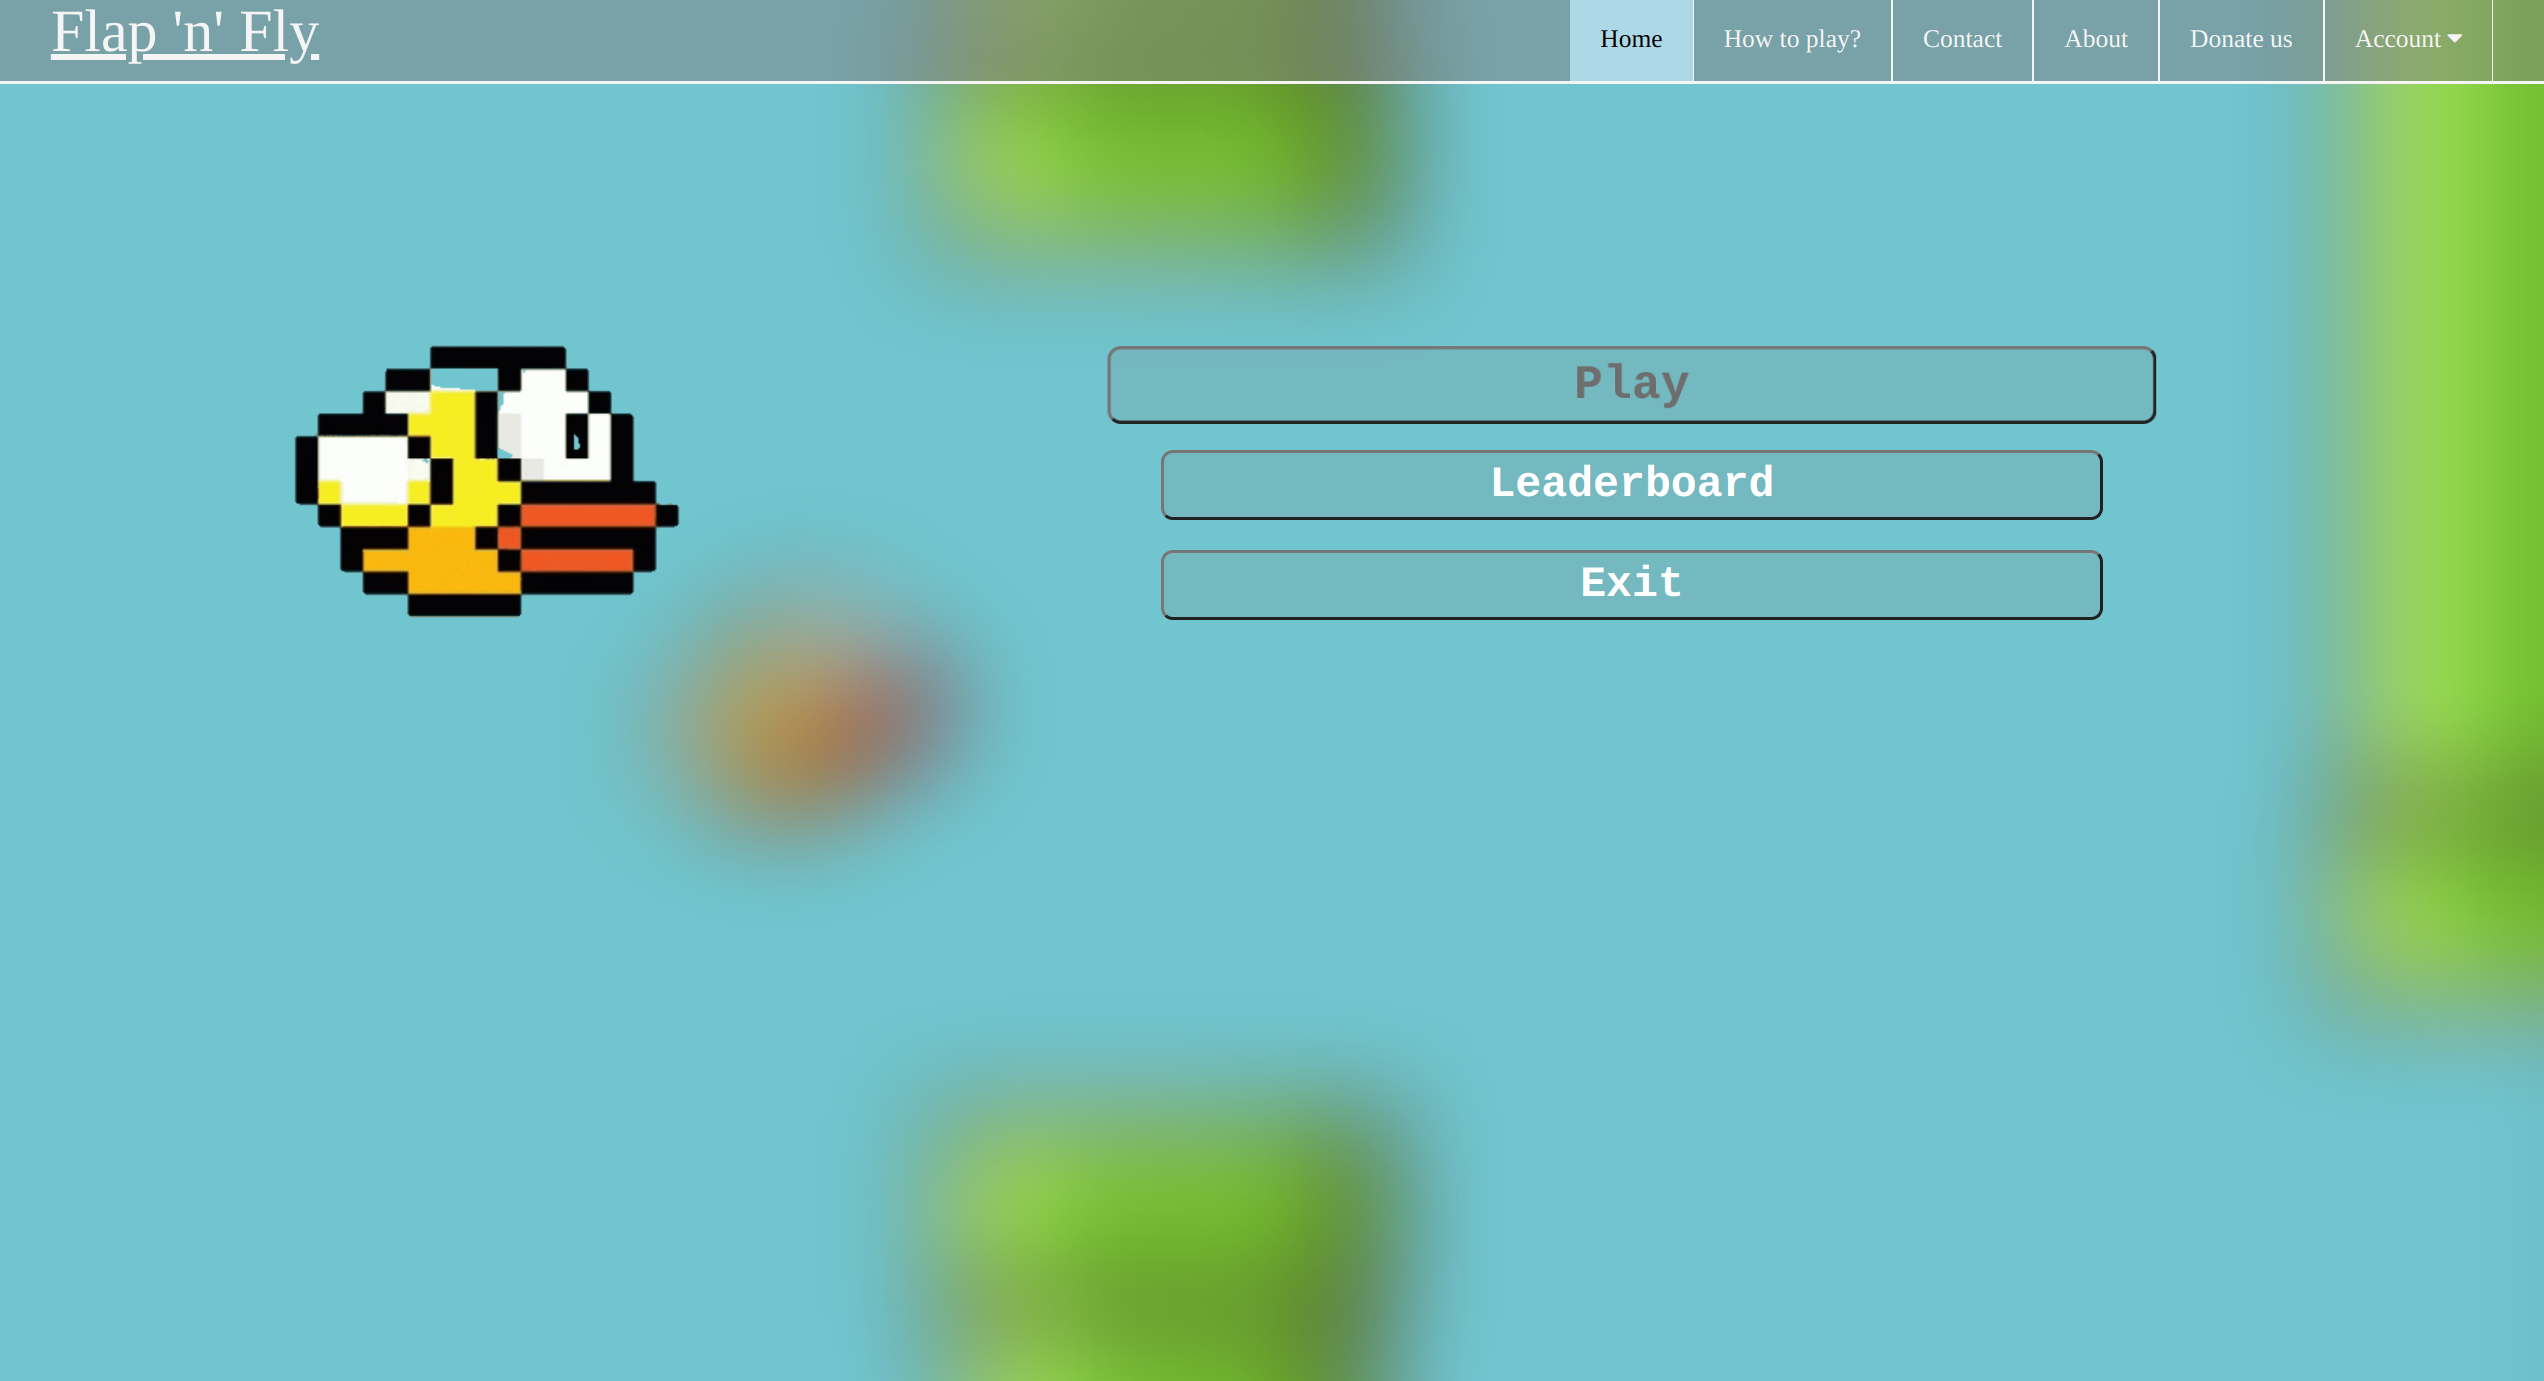 Flap 'n' Fly
Home How to play? Contact About Donate us Account
Play
Leaderboard
Exit